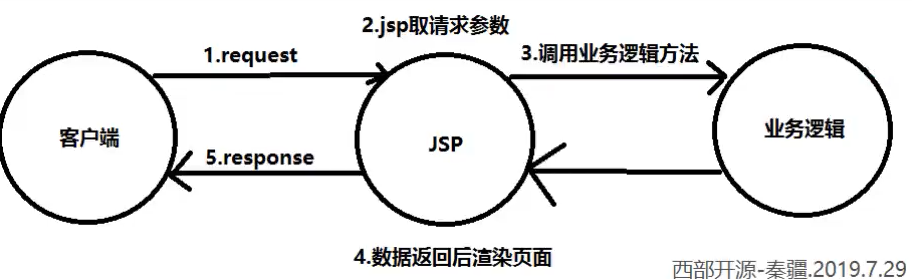 2.jsp取请求参数
1.request
3.调用业务逻辑方法
客户端
JSP
业务逻辑
5.response
4.数据返回后渲染页面
西部开源-秦疆.2019.7.29